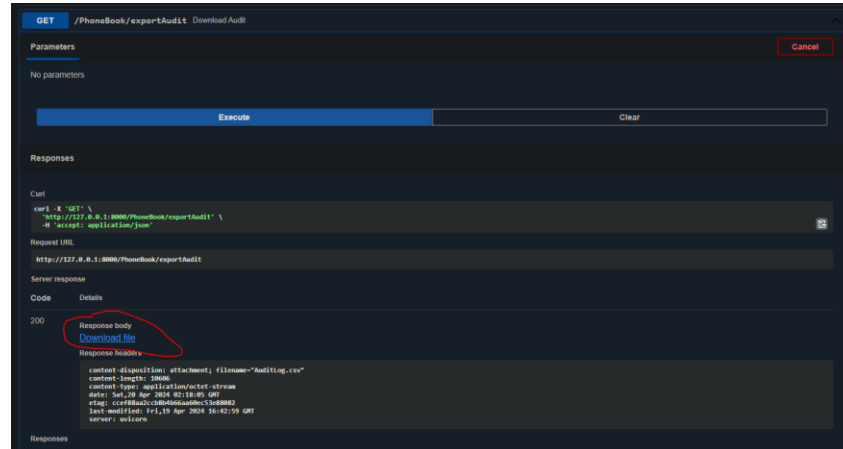 GET /PhoneBook/exportAudit Download Audit
Parameters
Cancel
No parameters
Execute
Clear
Responses
Curl
curl -X 'GET' \
'http://127.0.0.1:8000/PhoneBook/exportAudit' \
-H 'accept: application/json'
Request URL
http://127.0.0.1:8000/PhoneBook/exportAudit
Server response
Code Details
200
Response body
Download file
Response headers
content-disposition: attachment; filename="AuditLog.csv"
content-length: 10606
content-type: application/octet-stream
date: Sat,20 Apr 2024 02:18:05 GMT
etag:
last-modified: Fri,19 Apr 2024 16:42:59 GMT
server: uvicorn
Responses